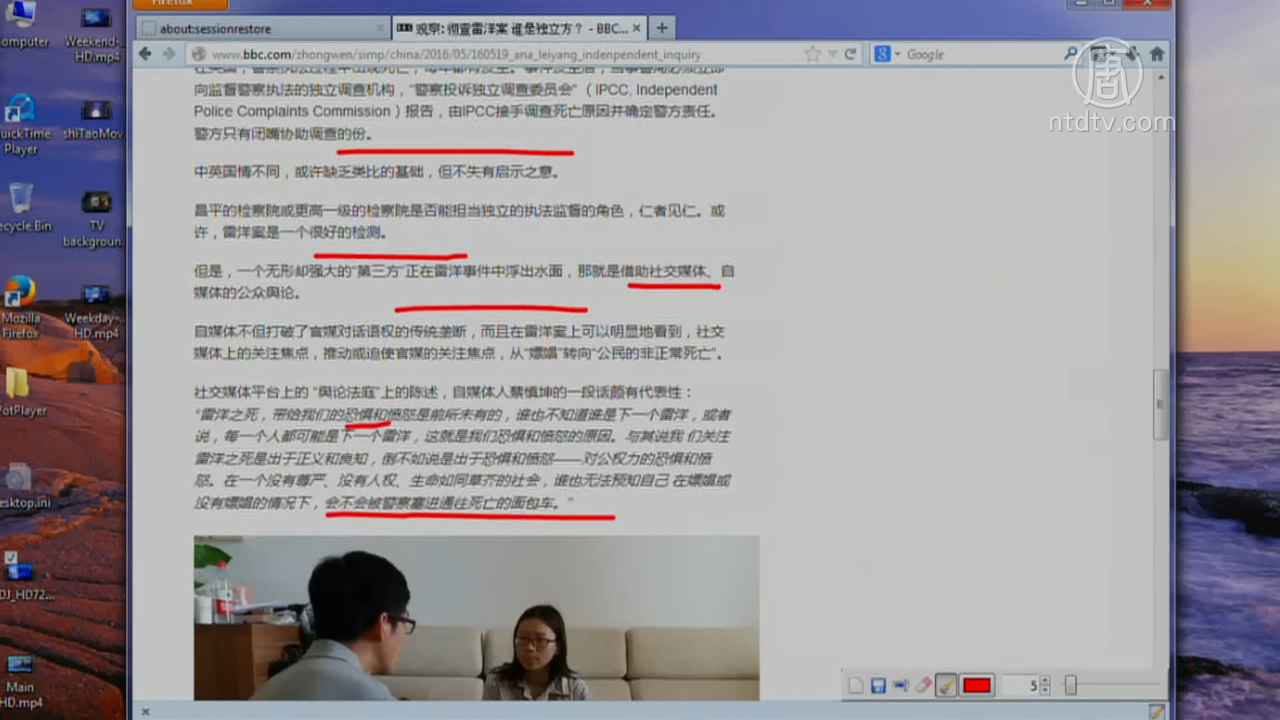 Firefox
about:sessionrestore
观察: 彻查雷洋案 谁是独立方？ - BBC...
www.bbc.com/zhongwen/simp/china/2016/05/160519_ana_leiyang_indenpendent_inquiry
Google
ntdtv.com
向监督警察执法的独立调查机构，“警察投诉独立调查委员会”（IPCC, Independent
Police Complaints Commission）报告，由IPCC接手调查死亡原因并确定警方责任。
警方只有闭嘴协助调查的份。
中英国情不同，或许缺乏类比的基础，但不失有启示之意。
昌平的检察院或更高一级的检察院是否能担当独立的执法监督的角色，仁者见仁。或
许，雷洋案是一个很好的检测。
但是，一个无形却强大的“第三方”正在雷洋事件中浮出水面，那就是借助社交媒体、自
媒体的公众舆论。
自媒体不但打破了官媒对话语权的传统垄断，而且在雷洋案上可以明显地看到，社交
媒体上的关注焦点，推动或迫使官媒的关注焦点，从“嫖娼”转向“公民的非正常死亡”。
社交媒体平台上的 “舆论法庭”上的陈述，自媒体人蔡慎坤的一段话颇有代表性：
“雷洋之死，带给我们的恐惧和愤怒是前所未有的，谁也不知道谁是下一个雷洋，或者
说，每一个人都可能是下一个雷洋，这就是我们恐惧和愤怒的原因。与其说我 们关注
雷洋之死是出于正义和良知，倒不如说是出于恐惧和愤怒——对公权力的恐惧和愤
怒。在一个没有尊严、没有人权、生命如同草芥的社会，谁也无法预知自己 在嫖娼或
没有嫖娼的情况下，会不会被警察塞进通往死亡的面包车。”
omputer
Weekend-
HD.mp4
uickTime
Player
shiTaoMov
ecycle Bin
TV
backgroun.
Mozilla
Firefox
Weekday-
HD.mp4
otPlayer
esktop.ini
DJ_HD72...
Main
HD.mp4
5
唐